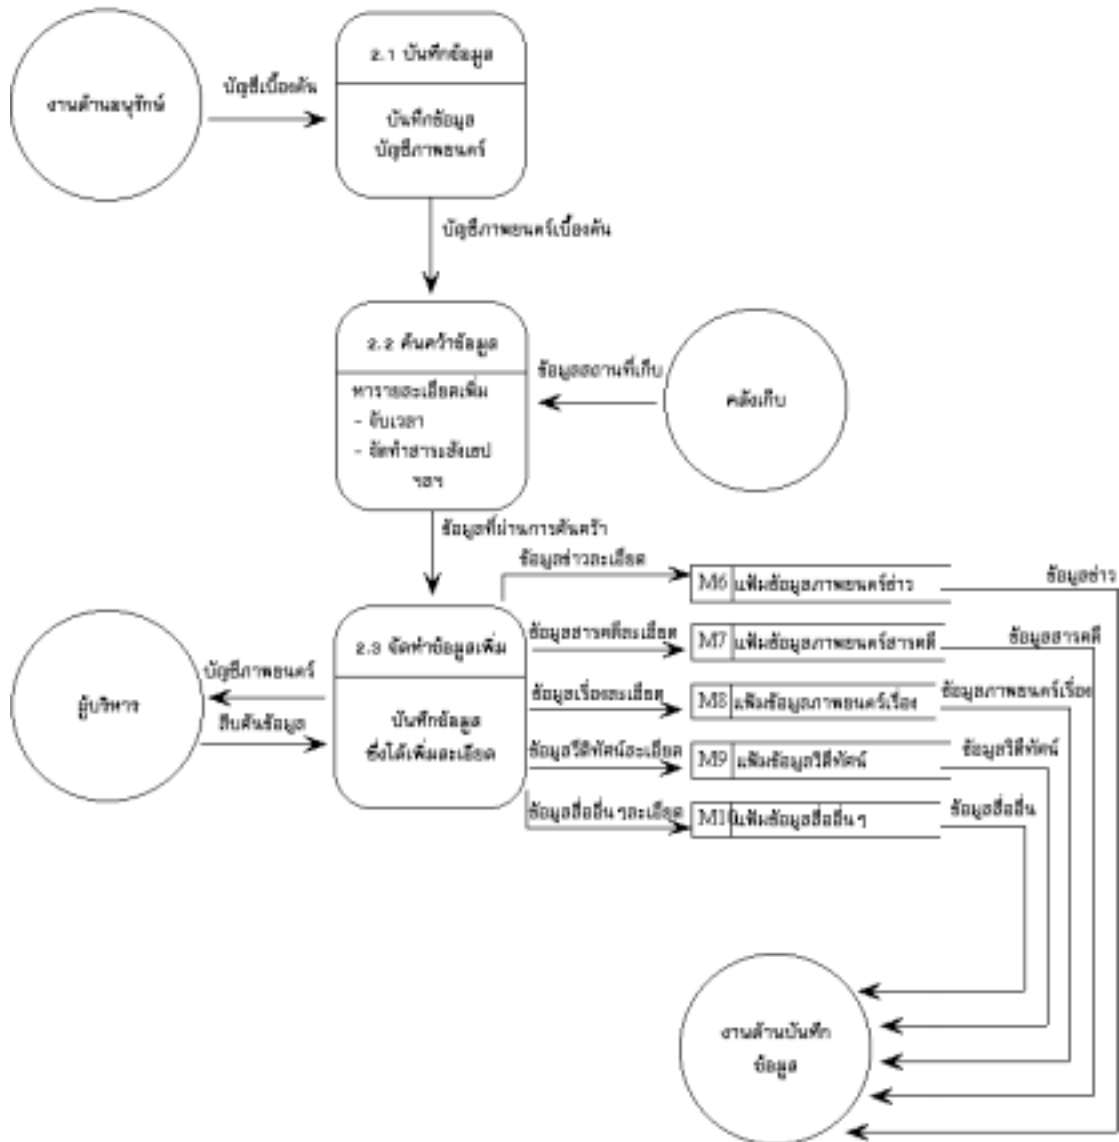 งานด้านอนุรักษ์
บัญชีเบื้องต้น
2.1 บันทึกข้อมูล
บันทึกข้อมูล
บัญชีภาพยนตร์
บัญชีภาพยนตร์เบื้องต้น
2.2 ค้นคว้าข้อมูล
หารายละเอียดเพิ่ม
- จับเวลา
- จัดทำสาระสังเขป
ฯลฯ
ข้อมูลสถานที่เก็บ
คลังเก็บ
ข้อมูลที่ผ่านการค้นคว้า
ข้อมูลข่าวละเอียด
M6 แฟ้มข้อมูลภาพยนตร์ข่าว
ข้อมูลข่าว
2.3 จัดทำข้อมูลเพิ่ม
บันทึกข้อมูล
ซึ่งได้เพิ่มละเอียด
ข้อมูลสารคดีละเอียด
M7 แฟ้มข้อมูลภาพยนตร์สารคดี
ข้อมูลสารคดี
ผู้บริหาร
บัญชีภาพยนตร์
สืบค้นข้อมูล
ข้อมูลเรื่องละเอียด
M8 แฟ้มข้อมูลภาพยนตร์เรื่อง
ข้อมูลภาพยนตร์เรื่อง
ข้อมูลวีดิทัศน์ละเอียด
M9 แฟ้มข้อมูลวีดิทัศน์
ข้อมูลวิดีทัศน์
ข้อมูลสื่ออื่นๆละเอียด
M10 แฟ้มข้อมูลสื่ออื่นๆ
ข้อมูลสื่ออื่น
งานด้านบันทึก
ข้อมูล